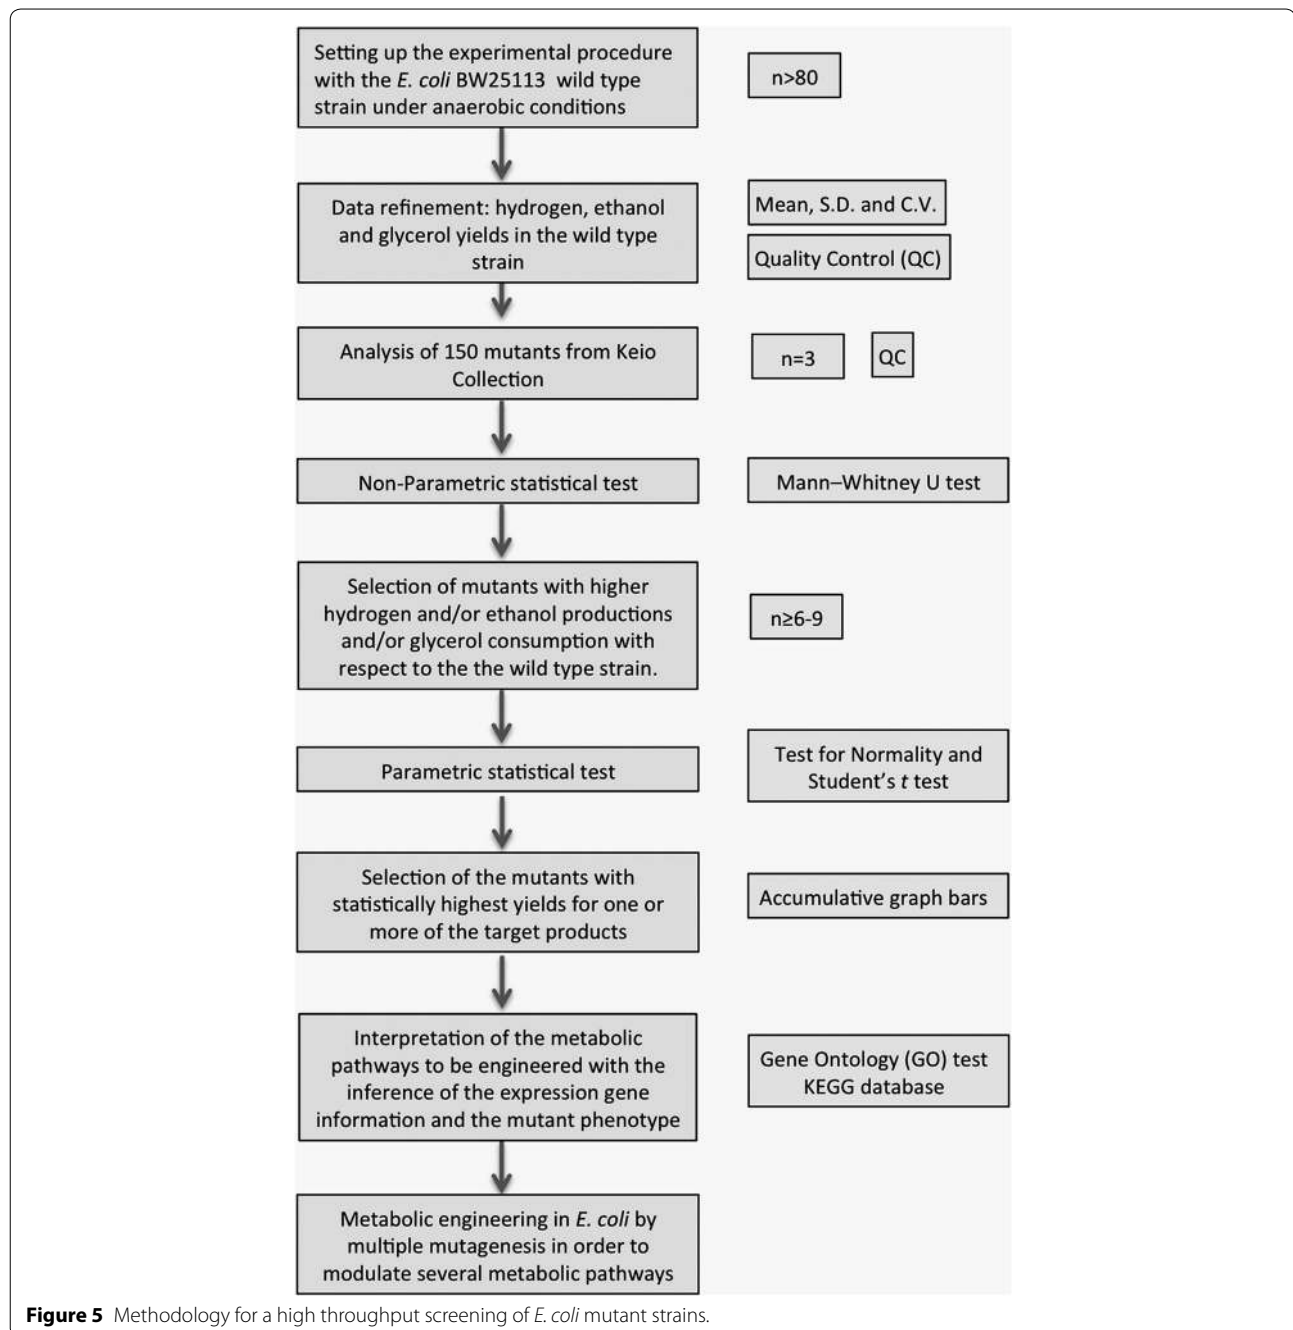 Setting up the experimental procedure
with the E. coli BW25113 wild type
strain under anaerobic conditions
n>80
Data refinement: hydrogen, ethanol
and glycerol yields in the wild type
strain
Mean, S.D. and C.V.
Quality Control (QC)
Analysis of 150 mutants from Keio
Collection
n=3
QC
Non-Parametric statistical test
Mann–Whitney U test
Selection of mutants with higher
hydrogen and/or ethanol productions
and/or glycerol consumption with
respect to the the wild type strain.
n≥6-9
Parametric statistical test
Test for Normality and
Student's t test
Selection of the mutants with
statistically highest yields for one or
more of the target products
Accumulative graph bars
Interpretation of the metabolic
pathways to be engineered with the
inference of the expression gene
information and the mutant phenotype
Gene Ontology (GO) test
KEGG database
Metabolic engineering in E. coli by
multiple mutagenesis in order to
modulate several metabolic pathways
Figure 5 Methodology for a high throughput screening of E. coli mutant strains.